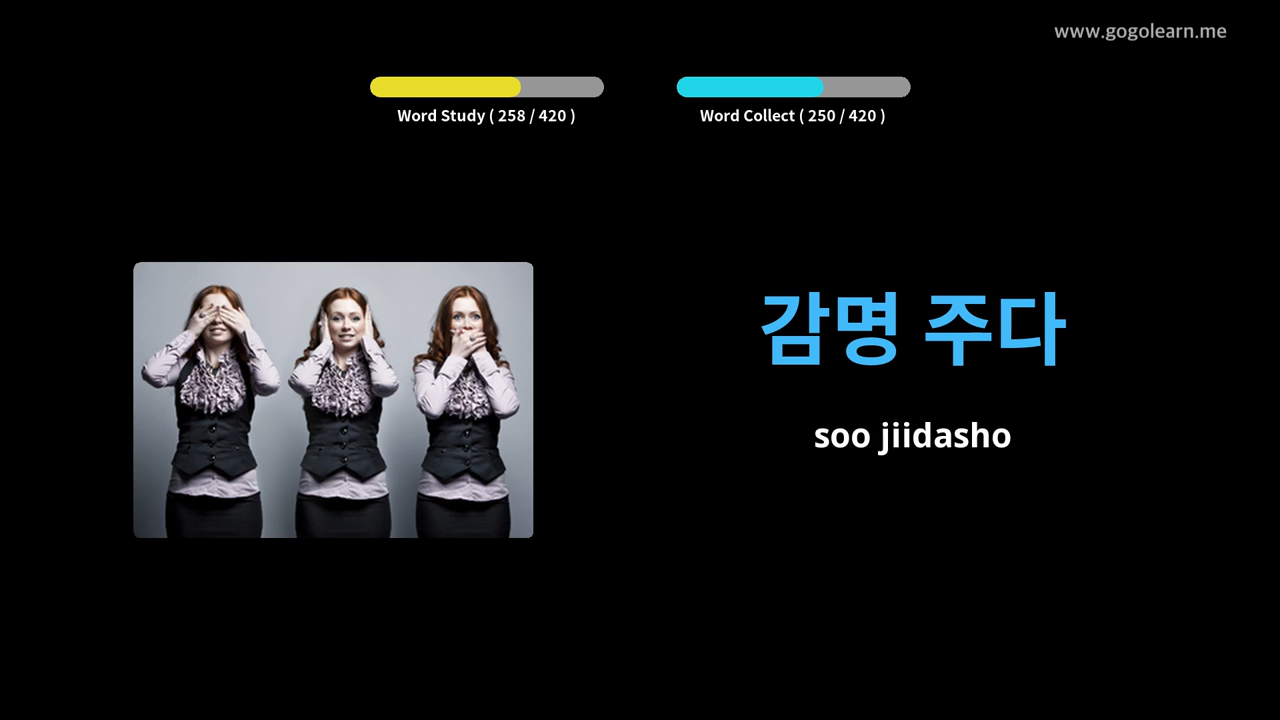 www.gogolearn.me
Word Study ( 258 / 420 )
Word Collect ( 250 / 420 )
감명 주다
soo jiidasho